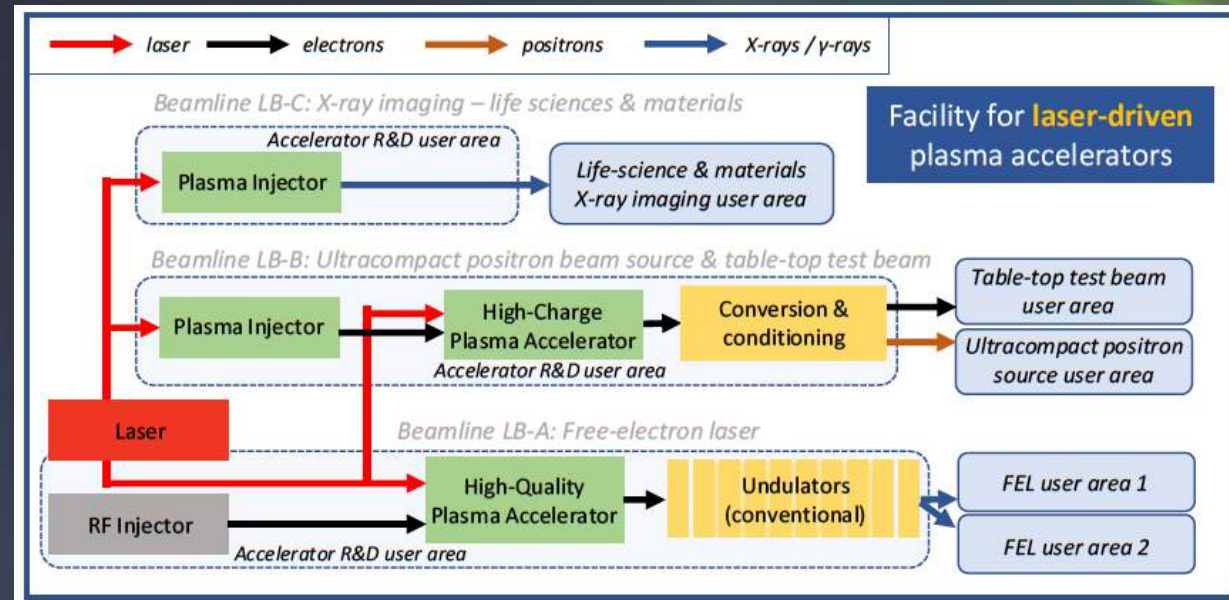 laser
electrons
positrons
X-rays / γ-rays
Beamline LB-C: X-ray imaging – life sciences & materials
Facility for laser-driven
plasma accelerators
Accelerator R&D user area
Plasma Injector
Life-science & materials
X-ray imaging user area
Beamline LB-B: Ultracompact positron beam source & table-top test beam
Plasma Injector
High-Charge
Plasma Accelerator
Conversion &
conditioning
Table-top test beam
user area
Ultracompact positron
source user area
Accelerator R&D user area
Laser
Beamline LB-A: Free-electron laser
RF Injector
High-Quality
Plasma Accelerator
Undulators
(conventional)
FEL user area 1
FEL user area 2
Accelerator R&D user area